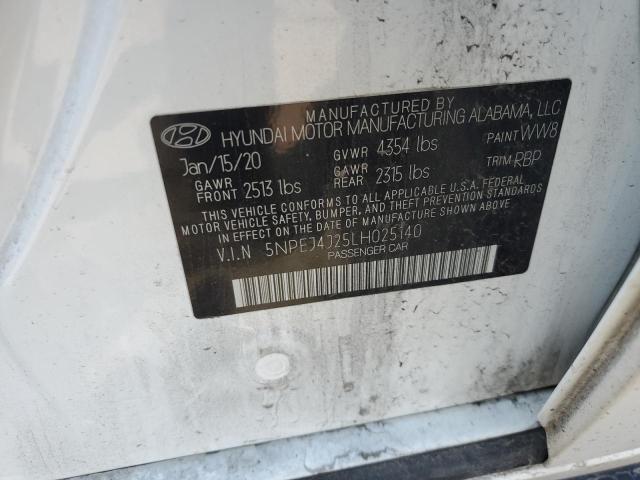 MANUFACTURED BY
HYUNDAI MOTOR MANUFACTURING ALABAMA, LLC
Jan/15/20 GVWR 4354 lbs PAINT WW8
GAWR FRONT 2513 lbs GAWR REAR 2315 lbs TRIM RBP
THIS VEHICLE CONFORMS TO ALL APPLICABLE U.S.A. FEDERAL
MOTOR VEHICLE SAFETY, BUMPER, AND THEFT PREVENTION STANDARDS
IN EFFECT ON THE DATE OF MANUFACTURE SHOWN ABOVE.
V.I.N 5NPEJ4J25LH025140
PASSENGER CAR